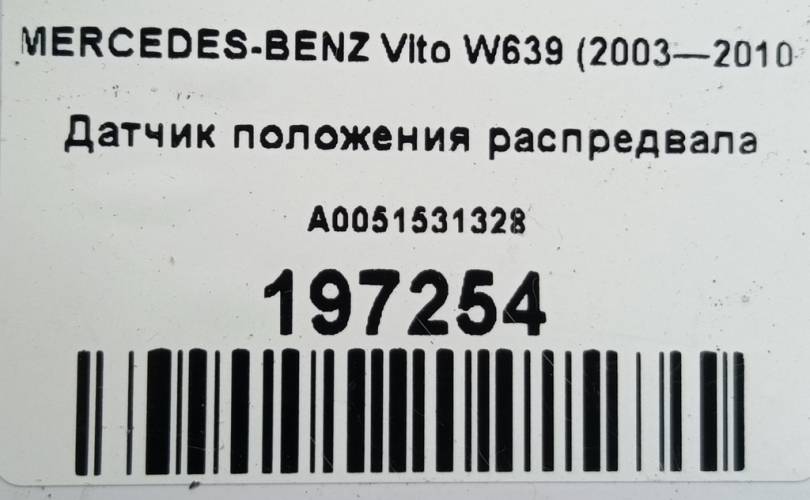 MERCEDES-BENZ Vito W639 (2003—2010
Датчик положения распредвала
A0051531328
197254